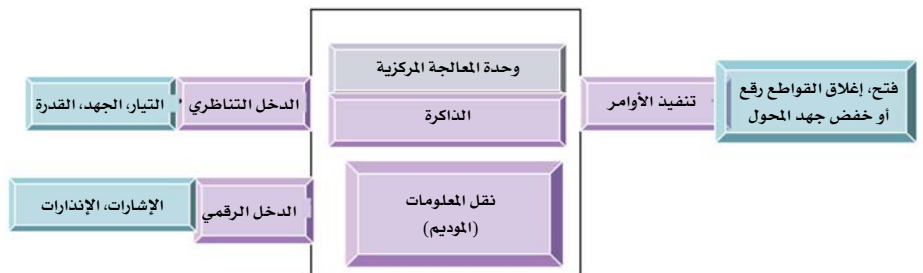 وحدة المعالجة المركزية
الذاكرة
نقل المعلومات
(الموديم)
تنفيذ الأوامر
فتح، إغلاق القواطع رقع
أو خفض جهد المحول
الدخل التناظري
التيار، الجهد، القدرة
الدخل الرقمي
الإشارات، الإنذارات